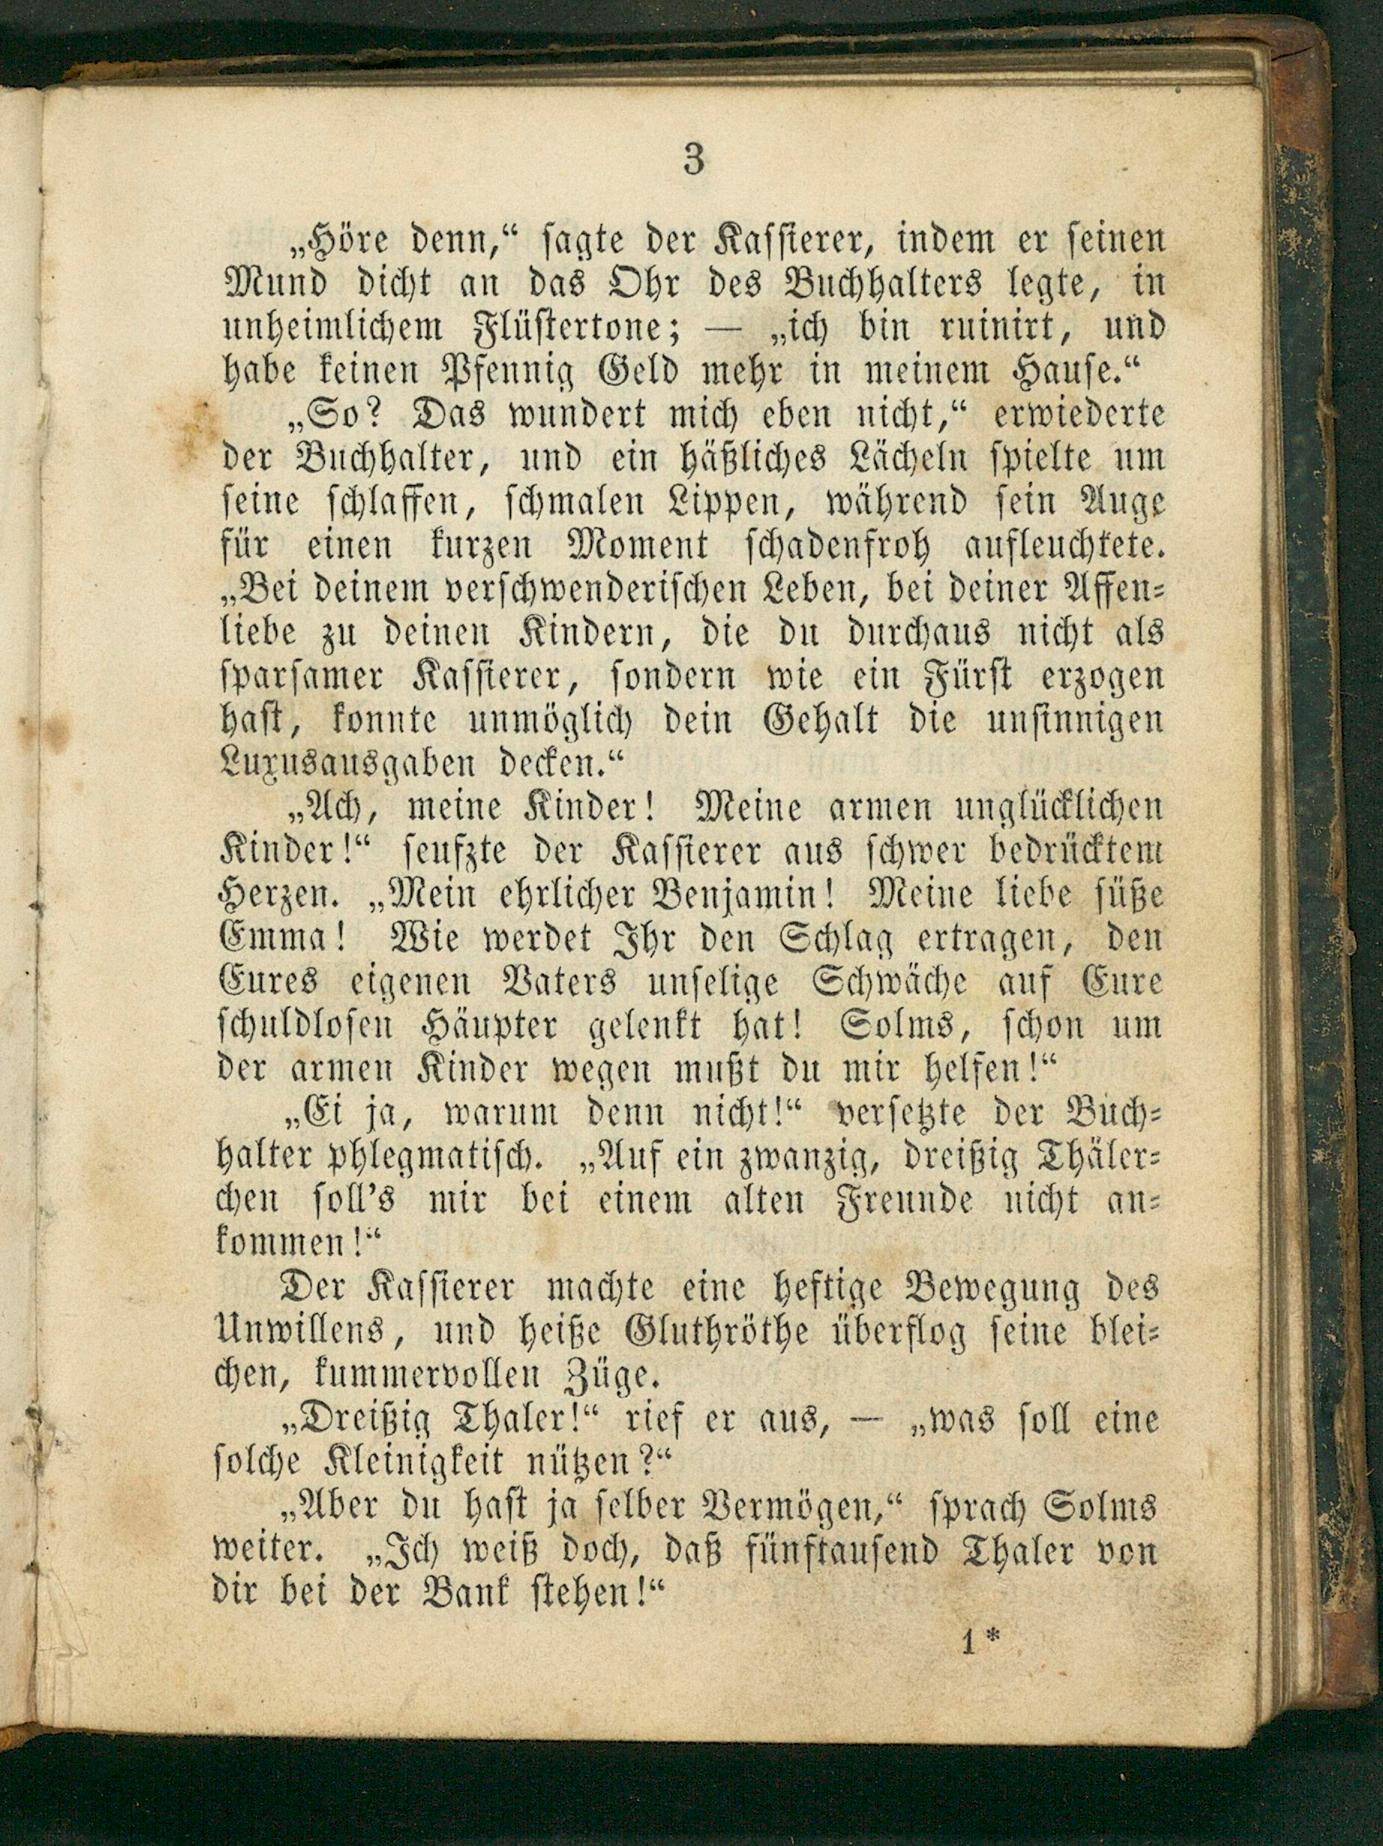 3
„Höre denn,“ sagte der Kassierer, indem er seinen
Mund dicht an das Ohr des Buchhalters legte, in
unheimlichem Flüstertone; — „ich bin ruinirt, und
habe keinen Pfennig Geld mehr in meinem Hause.“
„So? Das wundert mich eben nicht,“ erwiederte
der Buchhalter, und ein häßliches Lächeln spielte um
seine schlaffen, schmalen Lippen, während sein Auge
für einen kurzen Moment schadenfroh aufleuchtete.
„Bei deinem verschwenderischen Leben, bei deiner Affen-
liebe zu deinen Kindern, die du durchaus nicht als
sparsamer Kassierer, sondern wie ein Fürst erzogen
hast, konnte unmöglich dein Gehalt die unsinnigen
Luxusausgaben decken.“
„Ach, meine Kinder! Meine armen unglücklichen
Kinder!“ seufzte der Kassierer aus schwer bedrücktem
Herzen. „Mein ehrlicher Benjamin! Meine liebe süße
Emma! Wie werdet Ihr den Schlag ertragen, den
Eures eigenen Vaters unselige Schwäche auf Eure
schuldlosen Häupter gelenkt hat! Solms, schon um
der armen Kinder wegen mußt du mir helfen!“
„Ei ja, warum denn nicht!“ versetzte der Buch-
halter phlegmatisch. „Auf ein zwanzig, dreißig Thäler-
chen soll's mir bei einem alten Freunde nicht an-
kommen!“
Der Kassierer machte eine heftige Bewegung des
Unwillens, und heiße Gluthröthe überflog seine blei-
chen, kummervollen Züge.
„Dreißig Thaler!“ rief er aus, — „was soll eine
solche Kleinigkeit nützen?“
„Aber du hast ja selber Vermögen,“ sprach Solms
weiter. „Ich weiß doch, daß fünftausend Thaler von
dir bei der Bank stehen!“
1*